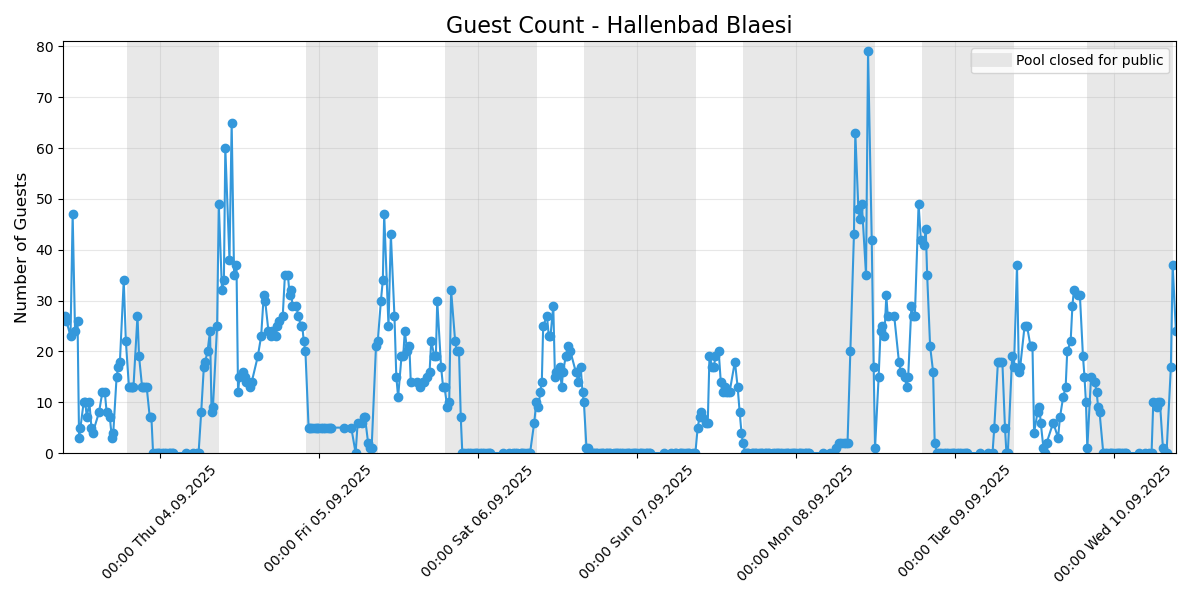 Guest Count - Hallenbad Blaesi
Pool closed for public
Number of Guests
80
70
60
50
40
30
20
10
0
00:00 Thu 04.09.2025
00:00 Fri 05.09.2025
00:00 Sat 06.09.2025
00:00 Sun 07.09.2025
00:00 Mon 08.09.2025
00:00 Tue 09.09.2025
00:00 Wed 10.09.2025